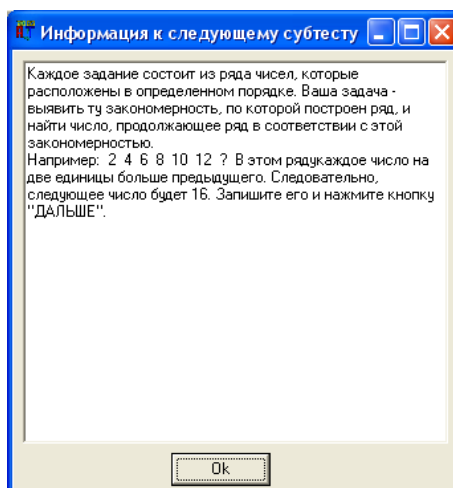 Информация к следующему субтесту
Каждое задание состоит из ряда чисел, которые
расположены в определенном порядке. Ваша задача -
выявить ту закономерность, по которой построен ряд, и
найти число, продолжающее ряд в соответствии с этой
закономерностью.
Например: 2 4 6 8 10 12 ? В этом рядукаждое число на
две единицы больше предыдущего. Следовательно,
следующее число будет 16. Запишите его и нажмите кнопку
"ДАЛЬШЕ".
Ok